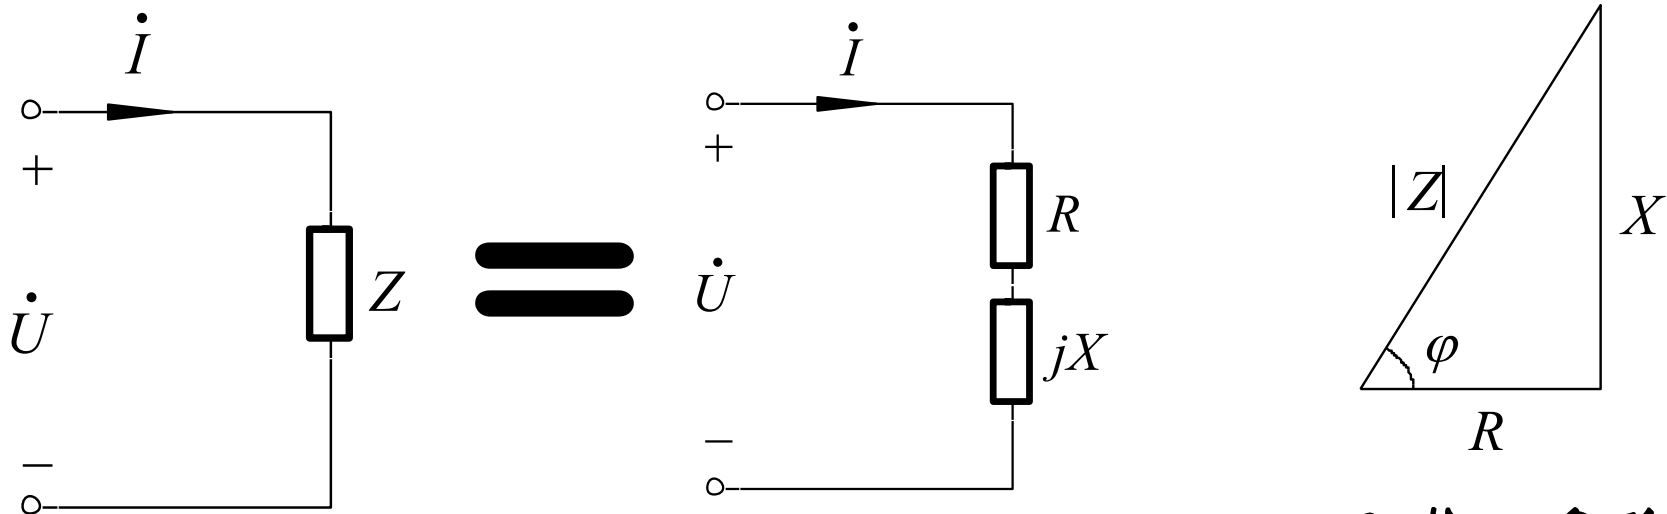 İ
+
U̇
−
Z
=
İ
+
U̇
−
R
jX
|Z|
X
φ
R